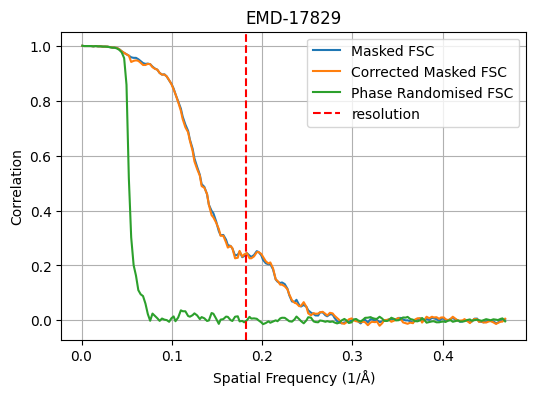 EMD-17829
Masked FSC
Corrected Masked FSC
Phase Randomised FSC
resolution
Correlation
1.0
0.8
0.6
0.4
0.2
0.0
0.0 0.1 0.2 0.3 0.4
Spatial Frequency (1/Å)